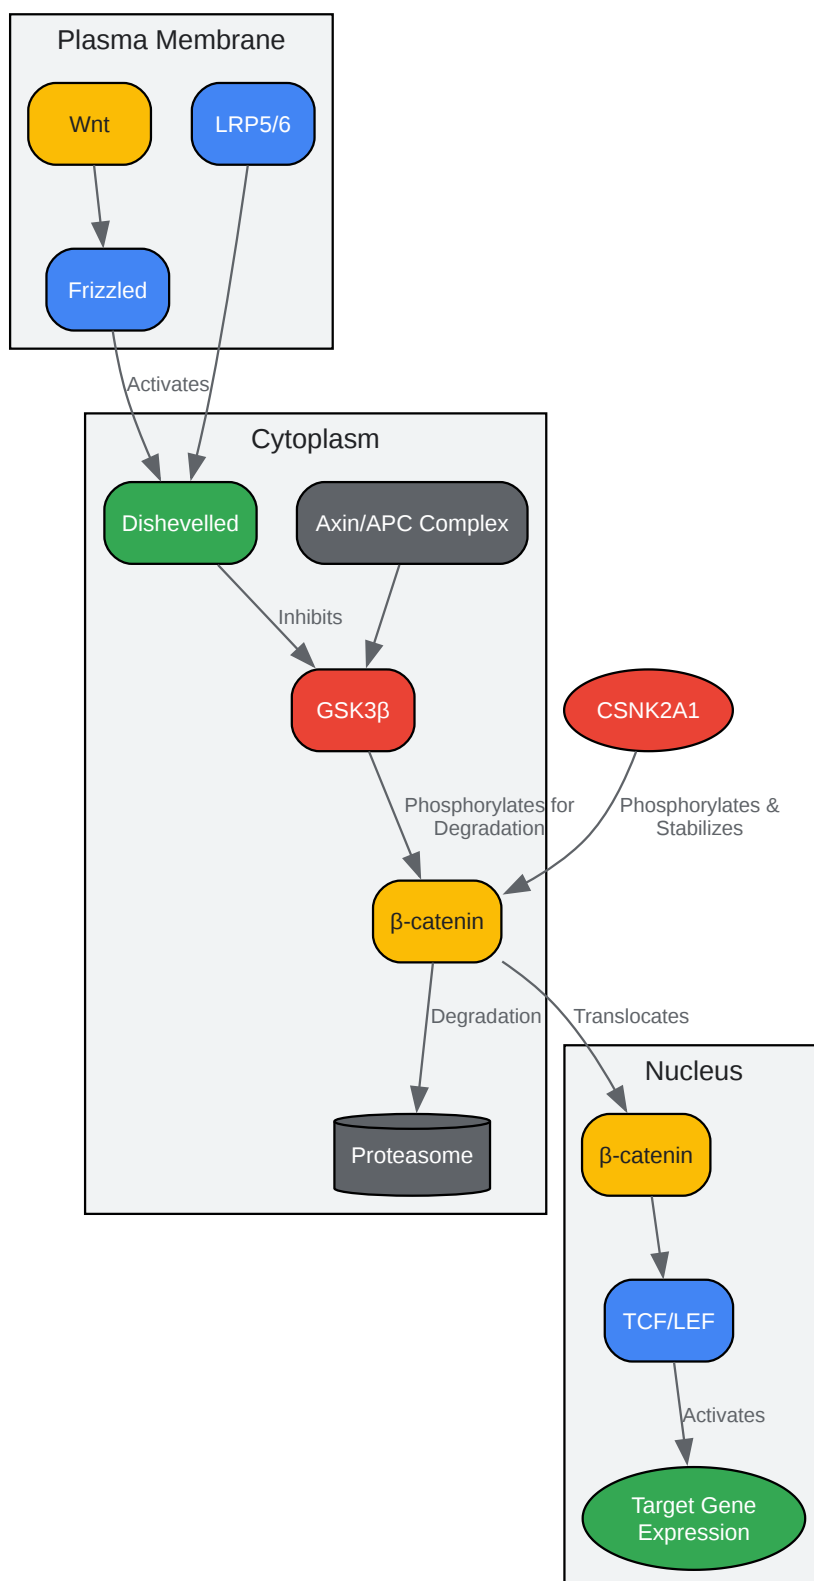 Plasma Membrane
Wnt
LRP5/6
Frizzled
Activates
Cytoplasm
Dishevelled
Axin/APC Complex
Inhibits
GSK3β
CSNK2A1
Phosphorylates for
Degradation
Phosphorylates &
Stabilizes
β-catenin
Degradation
Translocates
Nucleus
Proteasome
β-catenin
TCF/LEF
Activates
Target Gene
Expression